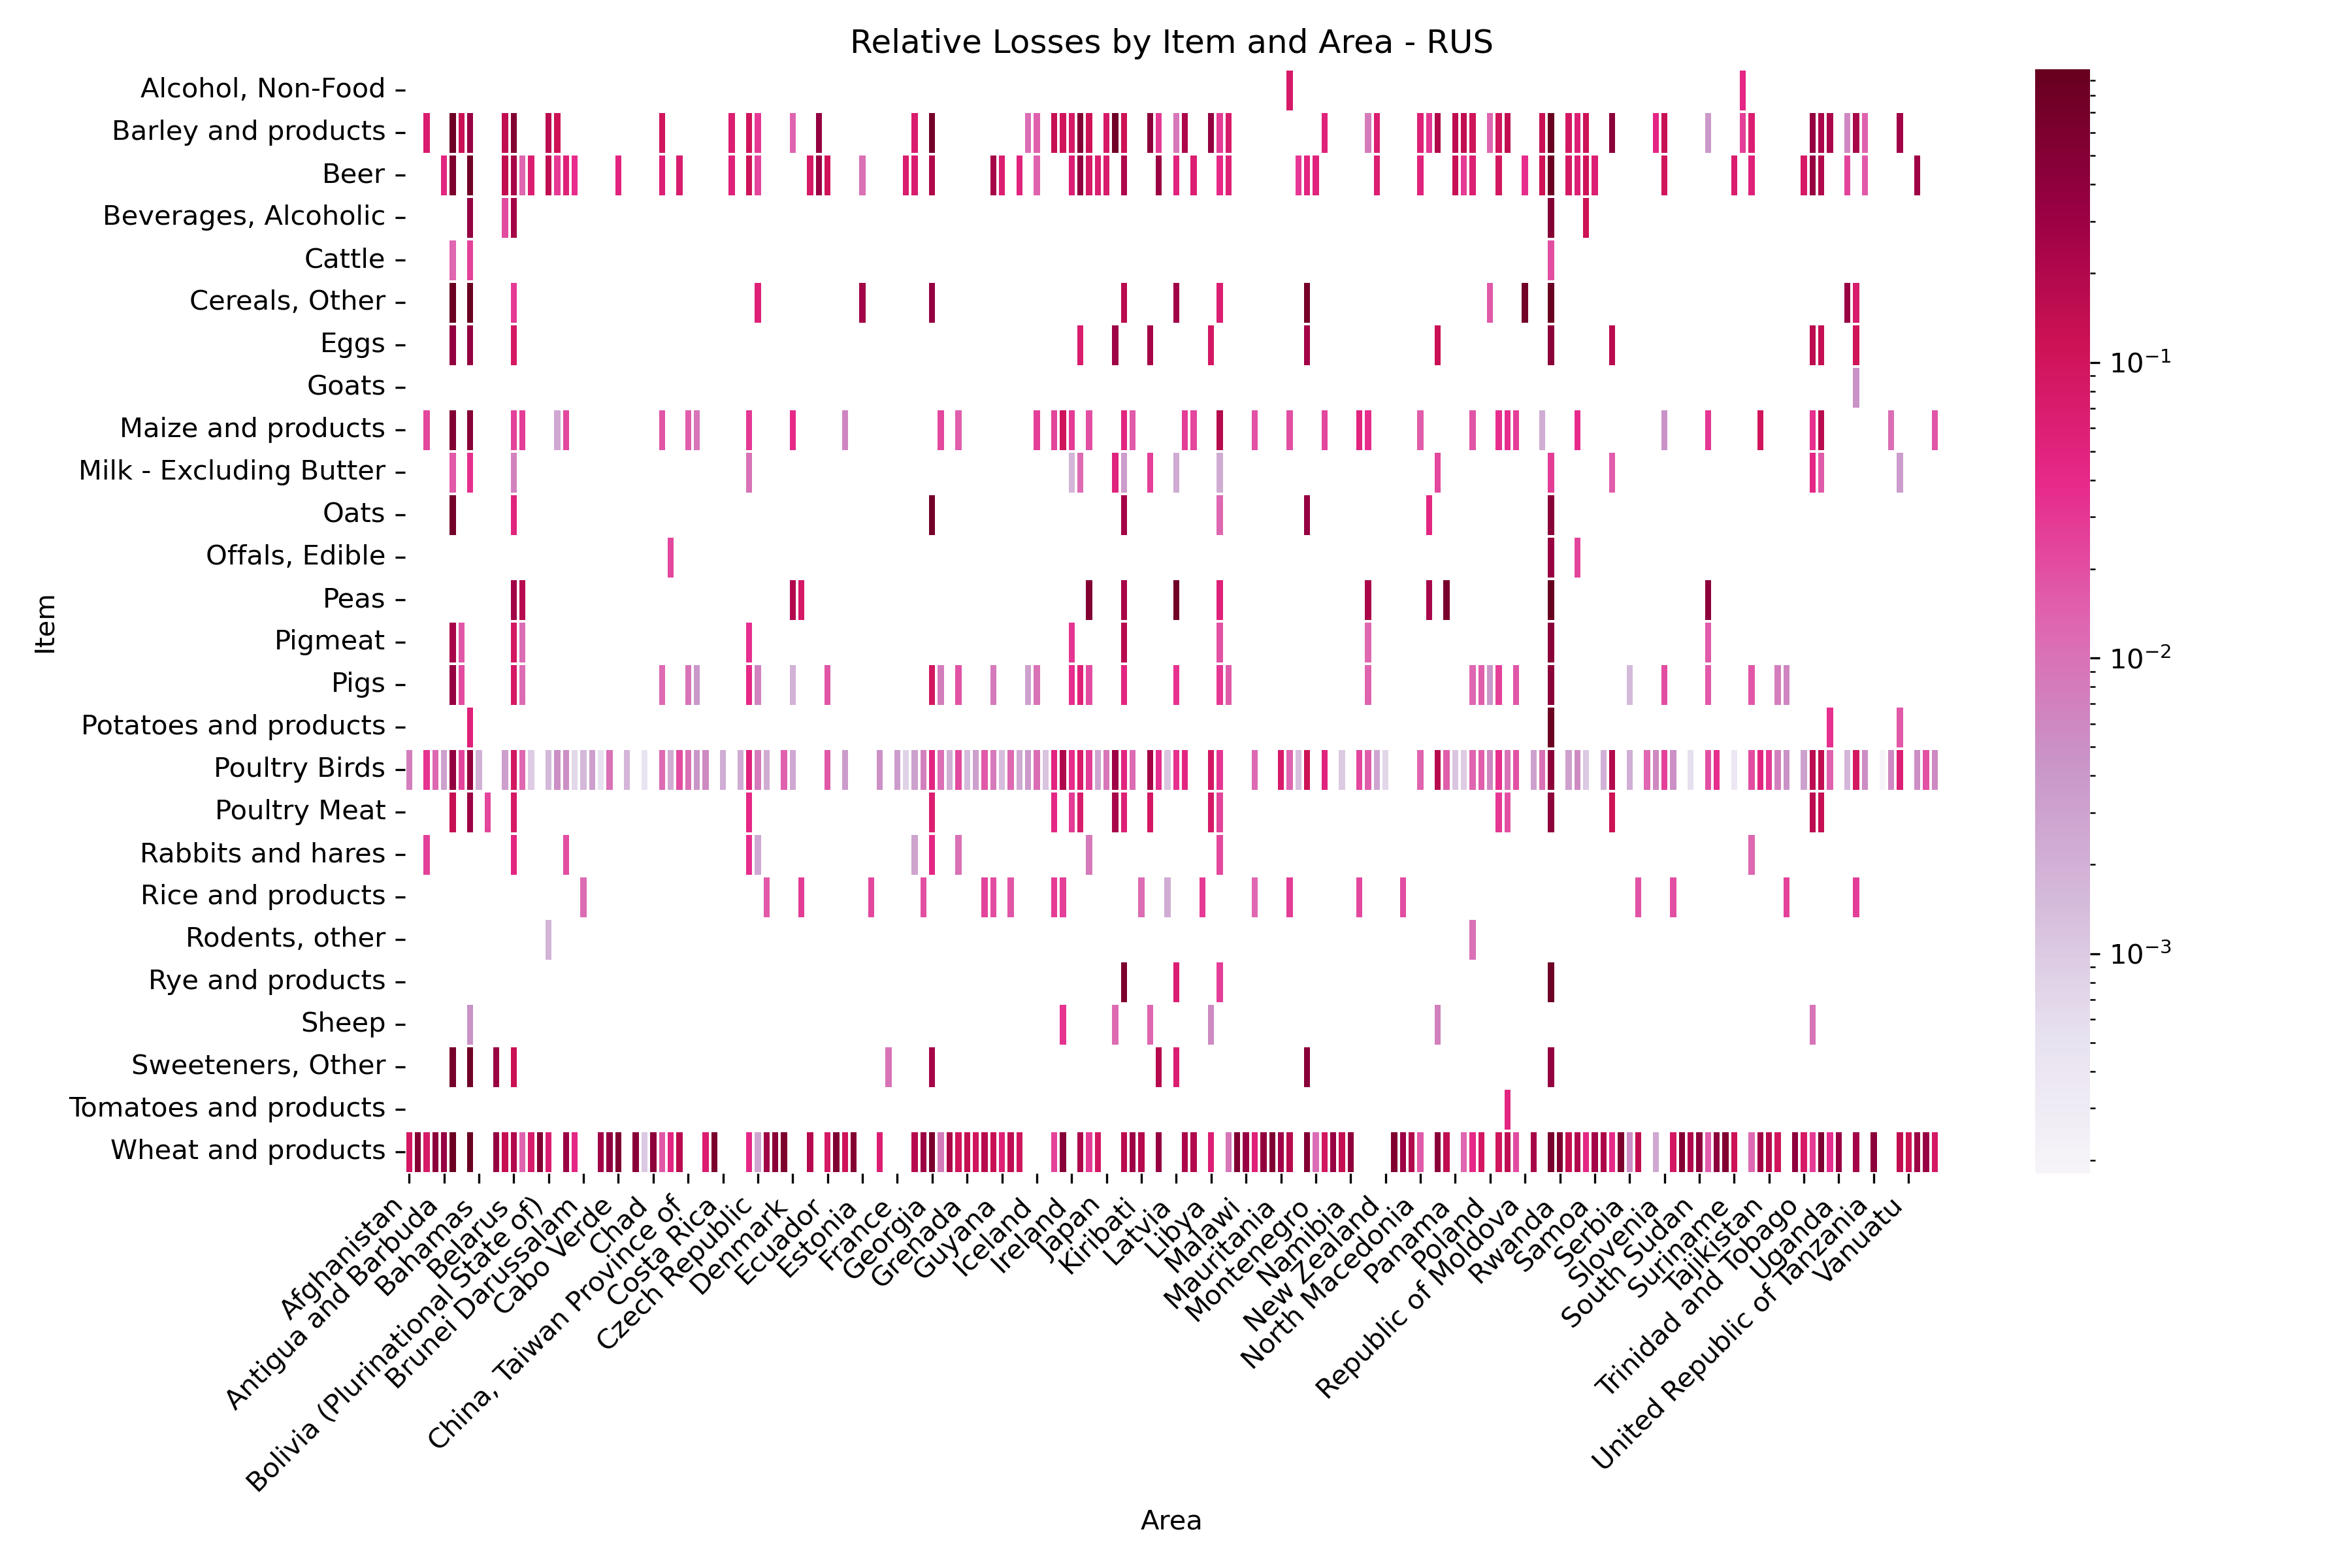 Relative Losses by Item and Area - RUS
Alcohol, Non-Food
Barley and products
Beer
Beverages, Alcoholic
Cattle
Cereals, Other
Eggs
Goats
Maize and products
Milk - Excluding Butter
Oats
Offals, Edible
Peas
Pigmeat
Pigs
Potatoes and products
Poultry Birds
Poultry Meat
Rabbits and hares
Rice and products
Rodents, other
Rye and products
Sheep
Sweeteners, Other
Tomatoes and products
Wheat and products
Item
Afghanistan
Antigua and Barbuda
Bahamas
Belarus
Bolivia (Plurinational State of)
Brunei Darussalam
Cabo Verde
Chad
China, Taiwan Province of
Costa Rica
Czech Republic
Denmark
Ecuador
Estonia
France
Georgia
Grenada
Guyana
Iceland
Ireland
Japan
Kiribati
Latvia
Libya
Malawi
Mauritania
Montenegro
Namibia
New Zealand
North Macedonia
Panama
Poland
Republic of Moldova
Rwanda
Samoa
Serbia
Slovenia
South Sudan
Suriname
Tajikistan
Trinidad and Tobago
Uganda
United Republic of Tanzania
Vanuatu
Area
10⁻¹
10⁻²
10⁻³